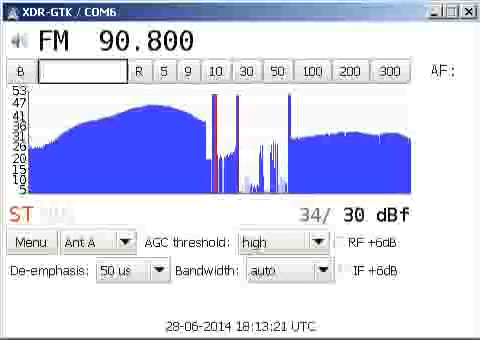 XDR-GTK / COM6
FM 90.800
B R 5 9 10 30 50 100 200 300 AF:
53
47
41
36
31
26
20
15
10
5
ST 34/ 30 dBf
Menu Ant A AGC threshold: high RF +6dB
De-emphasis: 50 us Bandwidth: auto IF +6dB
28-06-2014 18:13:21 UTC